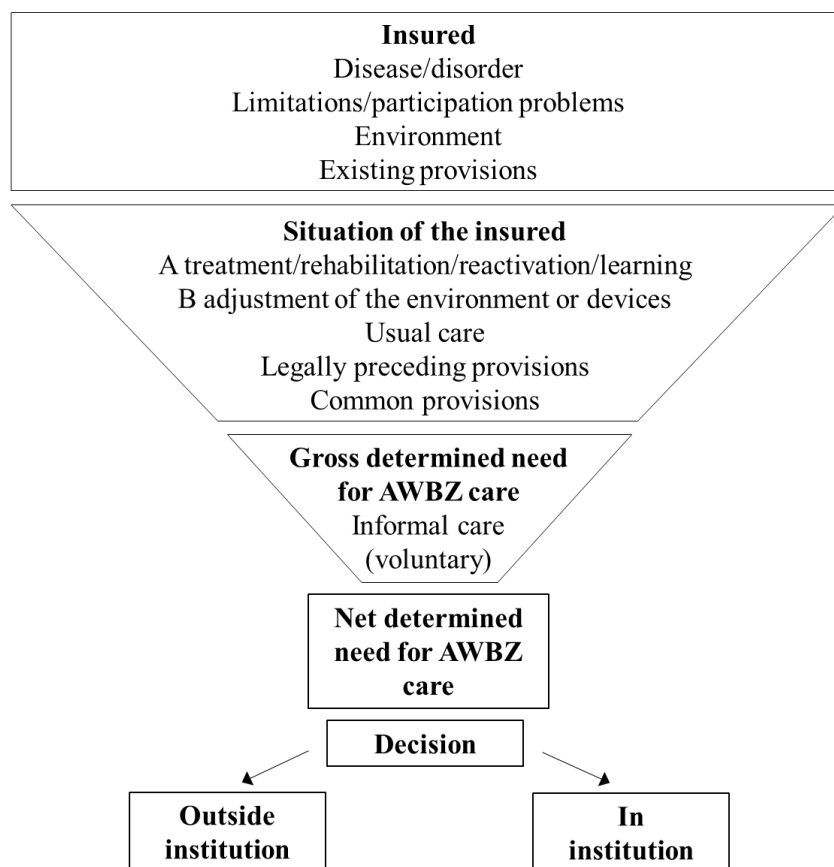 Insured
Disease/disorder
Limitations/participation problems
Environment
Existing provisions
Situation of the insured
A treatment/rehabilitation/reactivation/learning
B adjustment of the environment or devices
Usual care
Legally preceding provisions
Common provisions
Gross determined need
for AWBZ care
Informal care
(voluntary)
Net determined
need for AWBZ
care
Decision
Outside
institution
In
institution